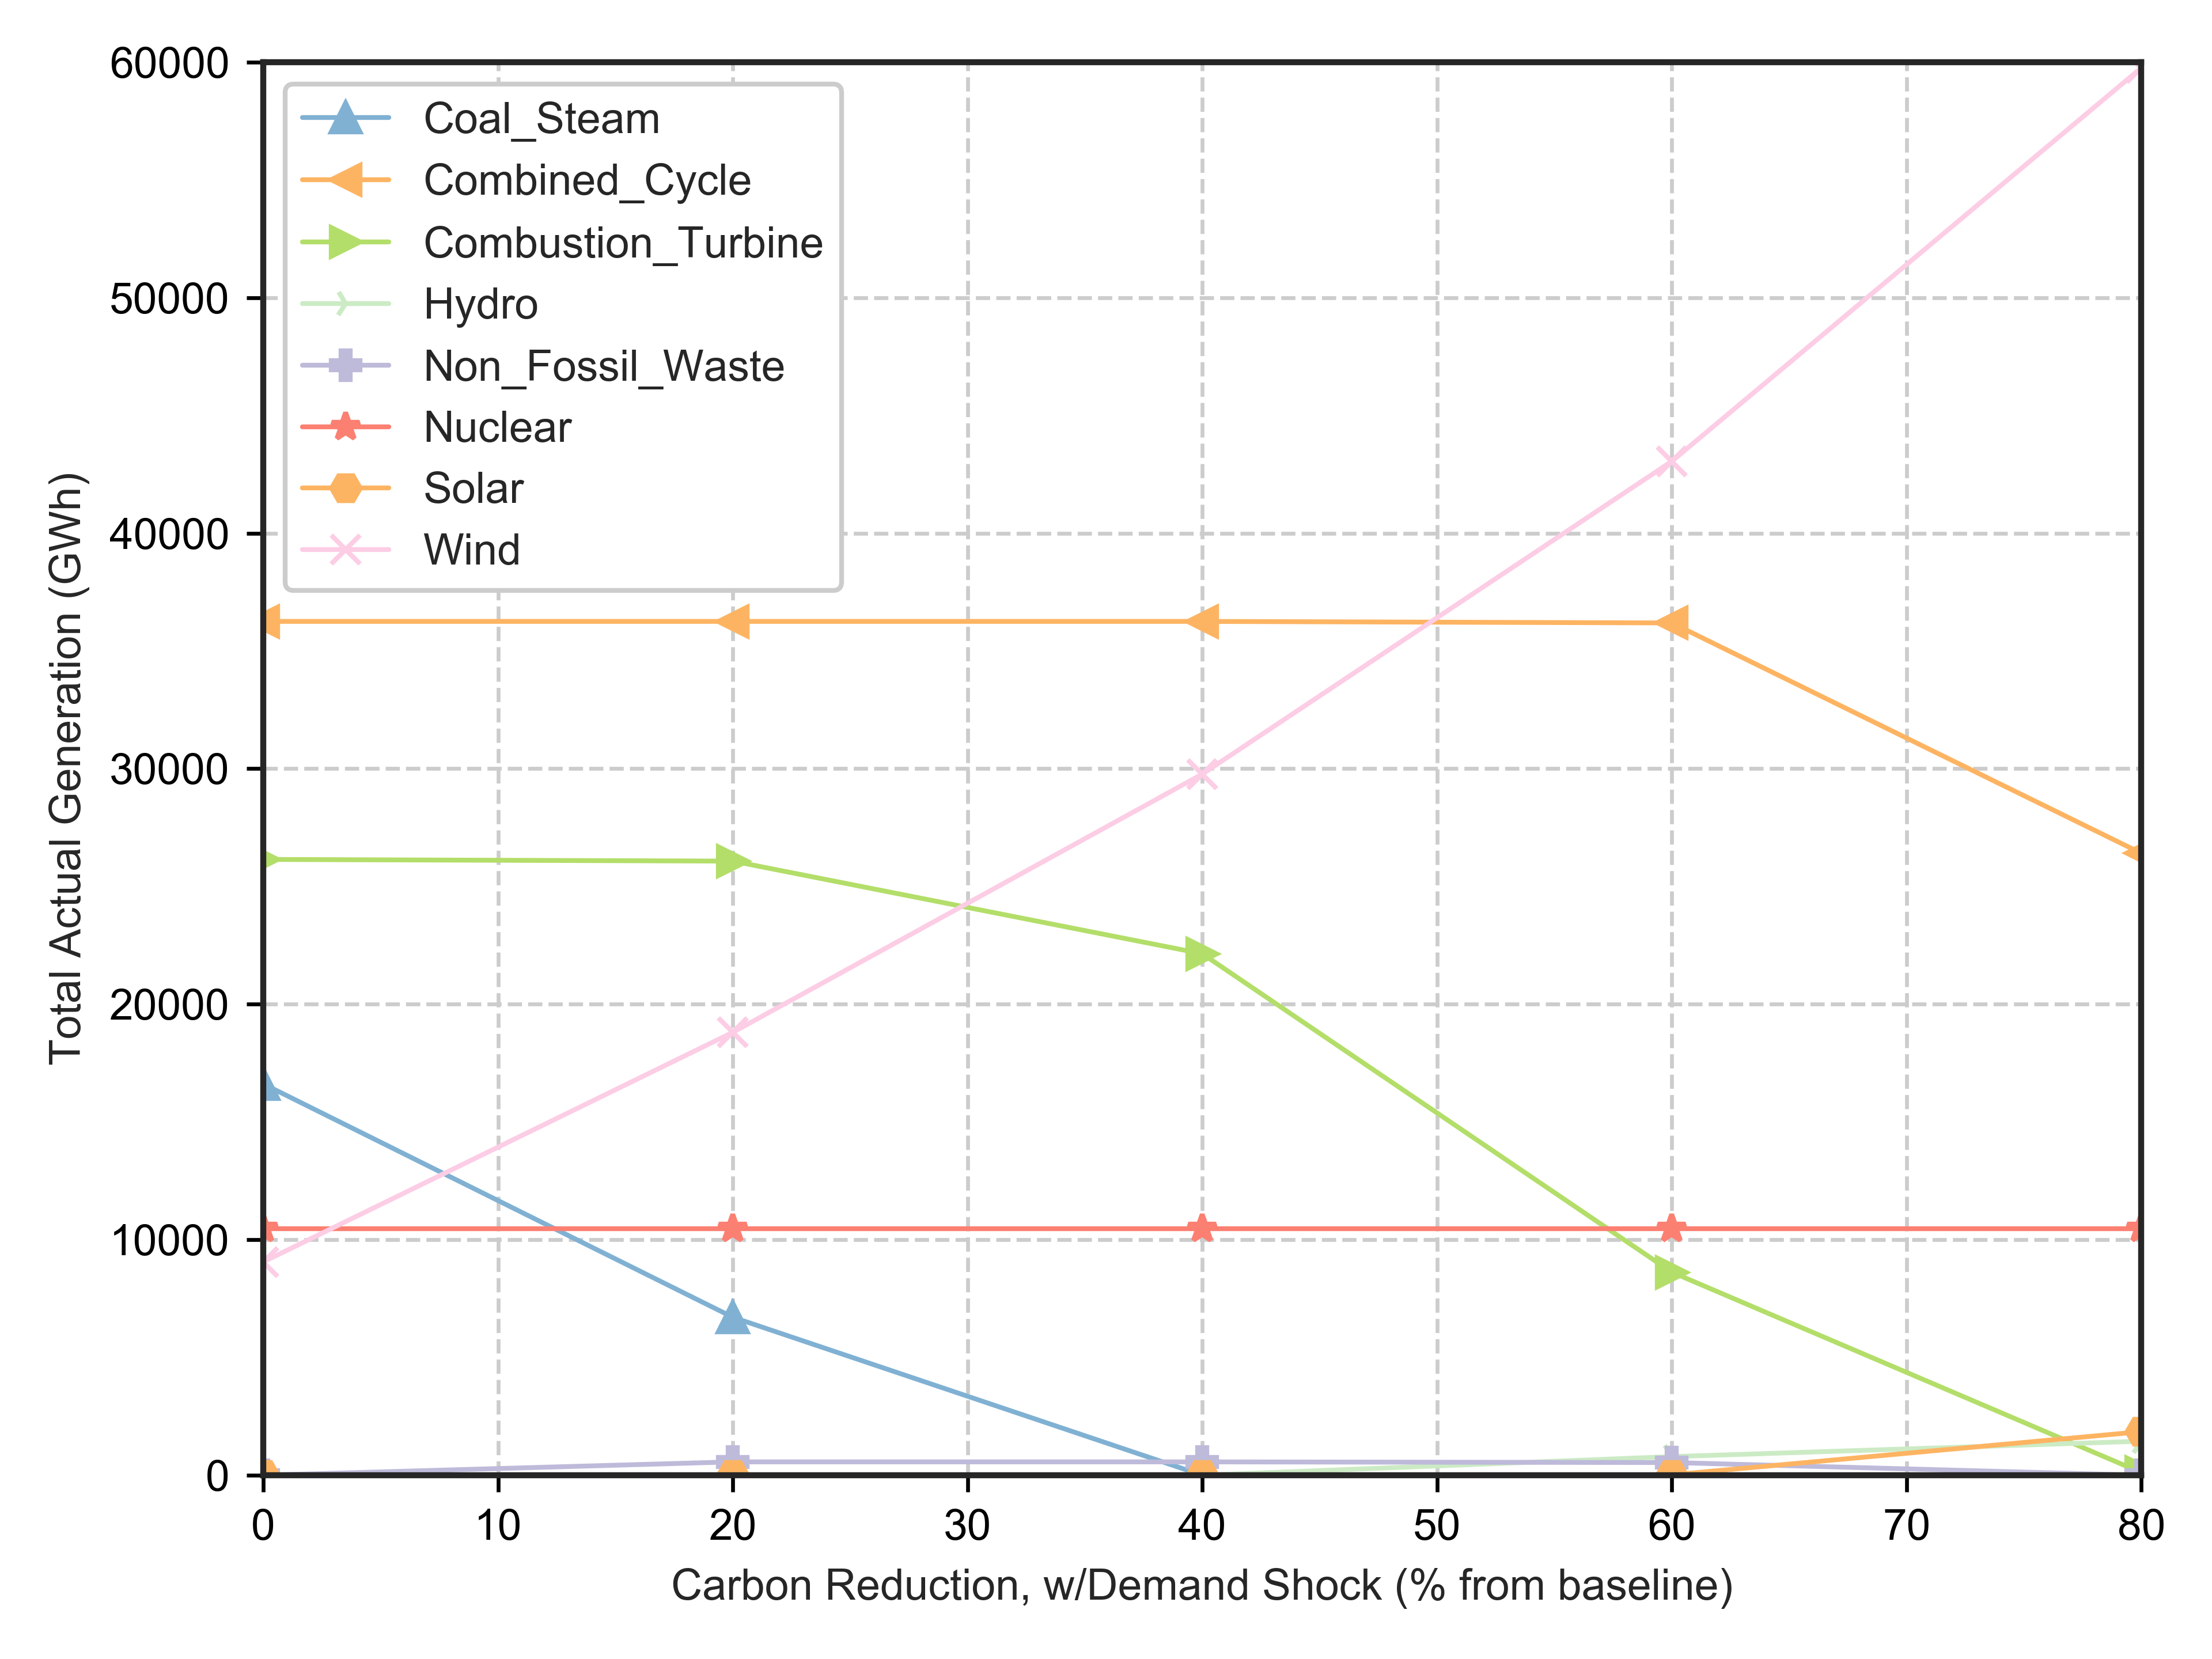 60000
50000
40000
30000
20000
10000
0
Total Actual Generation (GWh)
Coal_Steam
Combined_Cycle
Combustion_Turbine
Hydro
Non_Fossil_Waste
Nuclear
Solar
Wind
0 10 20 30 40 50 60 70 80
Carbon Reduction, w/Demand Shock (% from baseline)